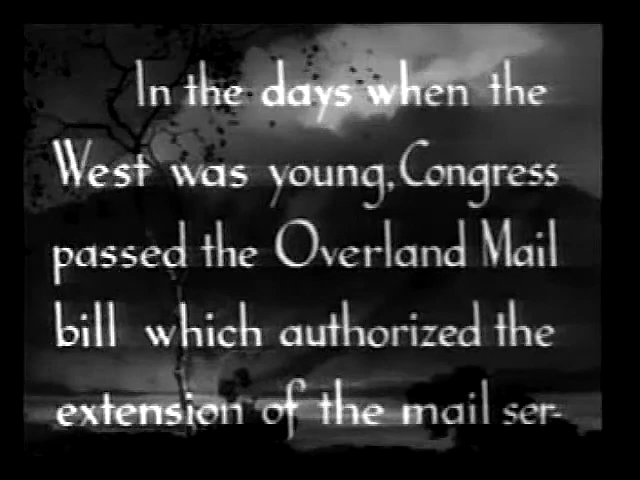 In the days when the
West was young, Congress
passed the Overland Mail
bill which authorized the
extension of the mail ser-